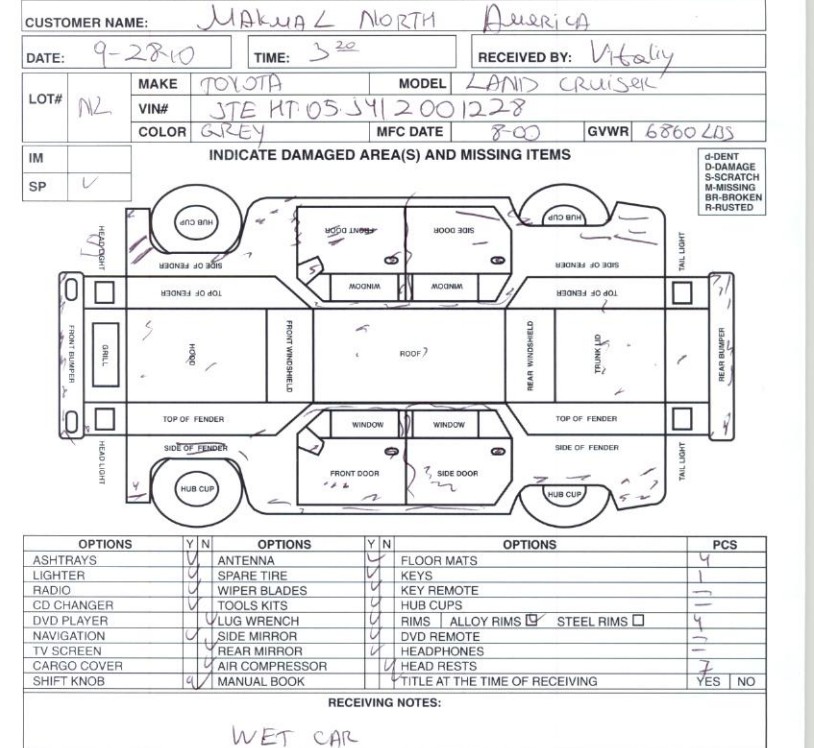 CUSTOMER NAME: MAKMAL NORTH America
DATE: 9-28-10 TIME: 3 20 RECEIVED BY: Vitaliy
LOT# NL MAKE TOYOTA MODEL LAND CRUISER
VIN# JTE HT 05 J412001228
COLOR GREY MFC DATE 8-00 GVWR 6860 LBS
IM
SP
INDICATE DAMAGED AREA(S) AND MISSING ITEMS
d-DENT
D-DAMAGE
S-SCRATCH
M-MISSING
BR-BROKEN
R-RUSTED
HUB CUP HUB CUP
HEAD LIGHT FRONT DOOR SIDE DOOR TAIL LIGHT
SIDE OF FENDER SIDE OF FENDER
TOP OF FENDER WINDOW WINDOW TOP OF FENDER
FRONT BUMPER GRILL HOOD FRONT WINDSHIELD ROOF REAR WINDSHIELD TRUNK LID REAR BUMPER
TOP OF FENDER WINDOW WINDOW TOP OF FENDER
HEAD LIGHT SIDE OF FENDER SIDE OF FENDER TAIL LIGHT
FRONT DOOR SIDE DOOR
HUB CUP HUB CUP
OPTIONS Y N OPTIONS Y N OPTIONS PCS
ASHTRAYS ANTENNA FLOOR MATS 4
LIGHTER SPARE TIRE KEYS 1
RADIO WIPER BLADES KEY REMOTE –
CD CHANGER TOOLS KITS HUB CUPS –
DVD PLAYER LUG WRENCH RIMS ALLOY RIMS STEEL RIMS 4
NAVIGATION SIDE MIRROR DVD REMOTE –
TV SCREEN REAR MIRROR HEADPHONES –
CARGO COVER AIR COMPRESSOR HEAD RESTS 7
SHIFT KNOB MANUAL BOOK TITLE AT THE TIME OF RECEIVING YES NO
RECEIVING NOTES:
WET CAR